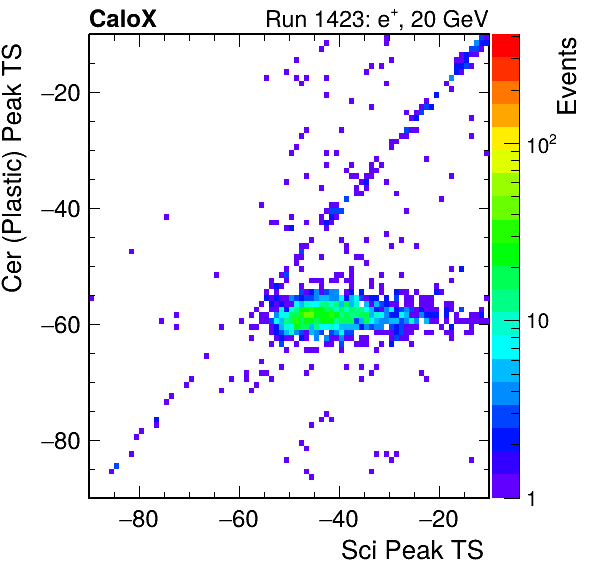 CaloX
Run 1423: e⁺, 20 GeV
Cer (Plastic) Peak TS
−20
−40
−60
−80
−80
−60
−40
−20
Sci Peak TS
Events
10²
10
1